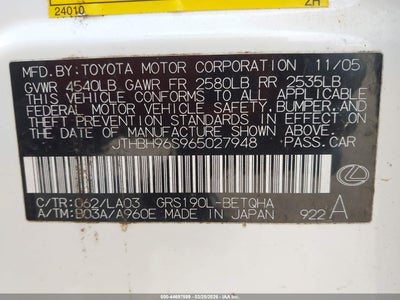 24010 ZH
MFD.BY:TOYOTA MOTOR CORPORATION 11/05
GVWR 4540LB GAWR FR 2580LB RR 2535LB
THIS VEHICLE CONFORMS TO ALL APPLICABLE
FEDERAL MOTOR VEHICLE SAFETY, BUMPER, AND
THEFT PREVENTION STANDARDS IN EFFECT ON
THE DATE OF MANUFACTURE SHOWN ABOVE.
JTHBH96S965027948 PASS.CAR
C/TR:062/LA03 GRS190L-BETQHA
A/TM:B03A/A960E MADE IN JAPAN 922 A